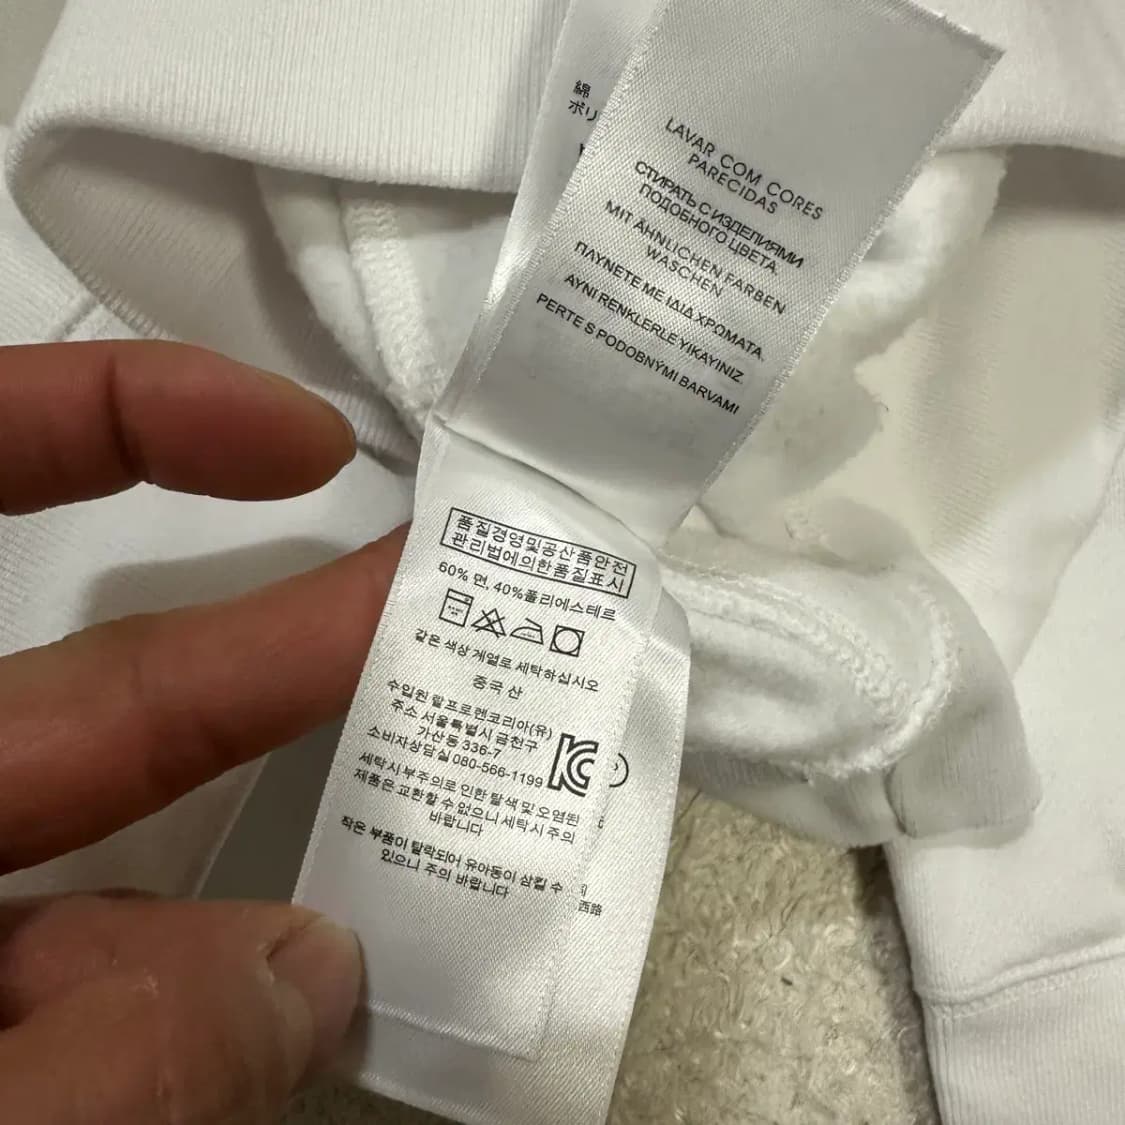 綿
ポリ
LAVAR COM CORES
PARECIDAS
СТИРАТЬ С ИЗДЕЛИЯМИ
ПОДОБНОГО ЦВЕТА
MIT ÄHNLICHEN FARBEN
WASCHEN
ΠΛΥΝΕΤΕ ΜΕ ΙΔΙΑ ΧΡΩΜΑΤΑ.
AYNI RENKLERLE YIKAYINIZ.
PERTE S PODOBNÝMI BARVAMI
품질경영및공산품안전
관리법에의한품질표시
60% 면, 40%폴리에스테르
같은 색상 계열로 세탁하십시오
중국 산
수입원 랄프로렌코리아(유)
주소 서울특별시 금천구
가산동 336-7
소비자상담실 080-566-1199
세탁시 부주의로 인한 탈색 및 오염된
제품은 교환할 수 없으니 세탁시 주의
바랍니다
작은 부품이 탈락되어 유아동이 삼킬 수
있으니 주의 바랍니다
西路